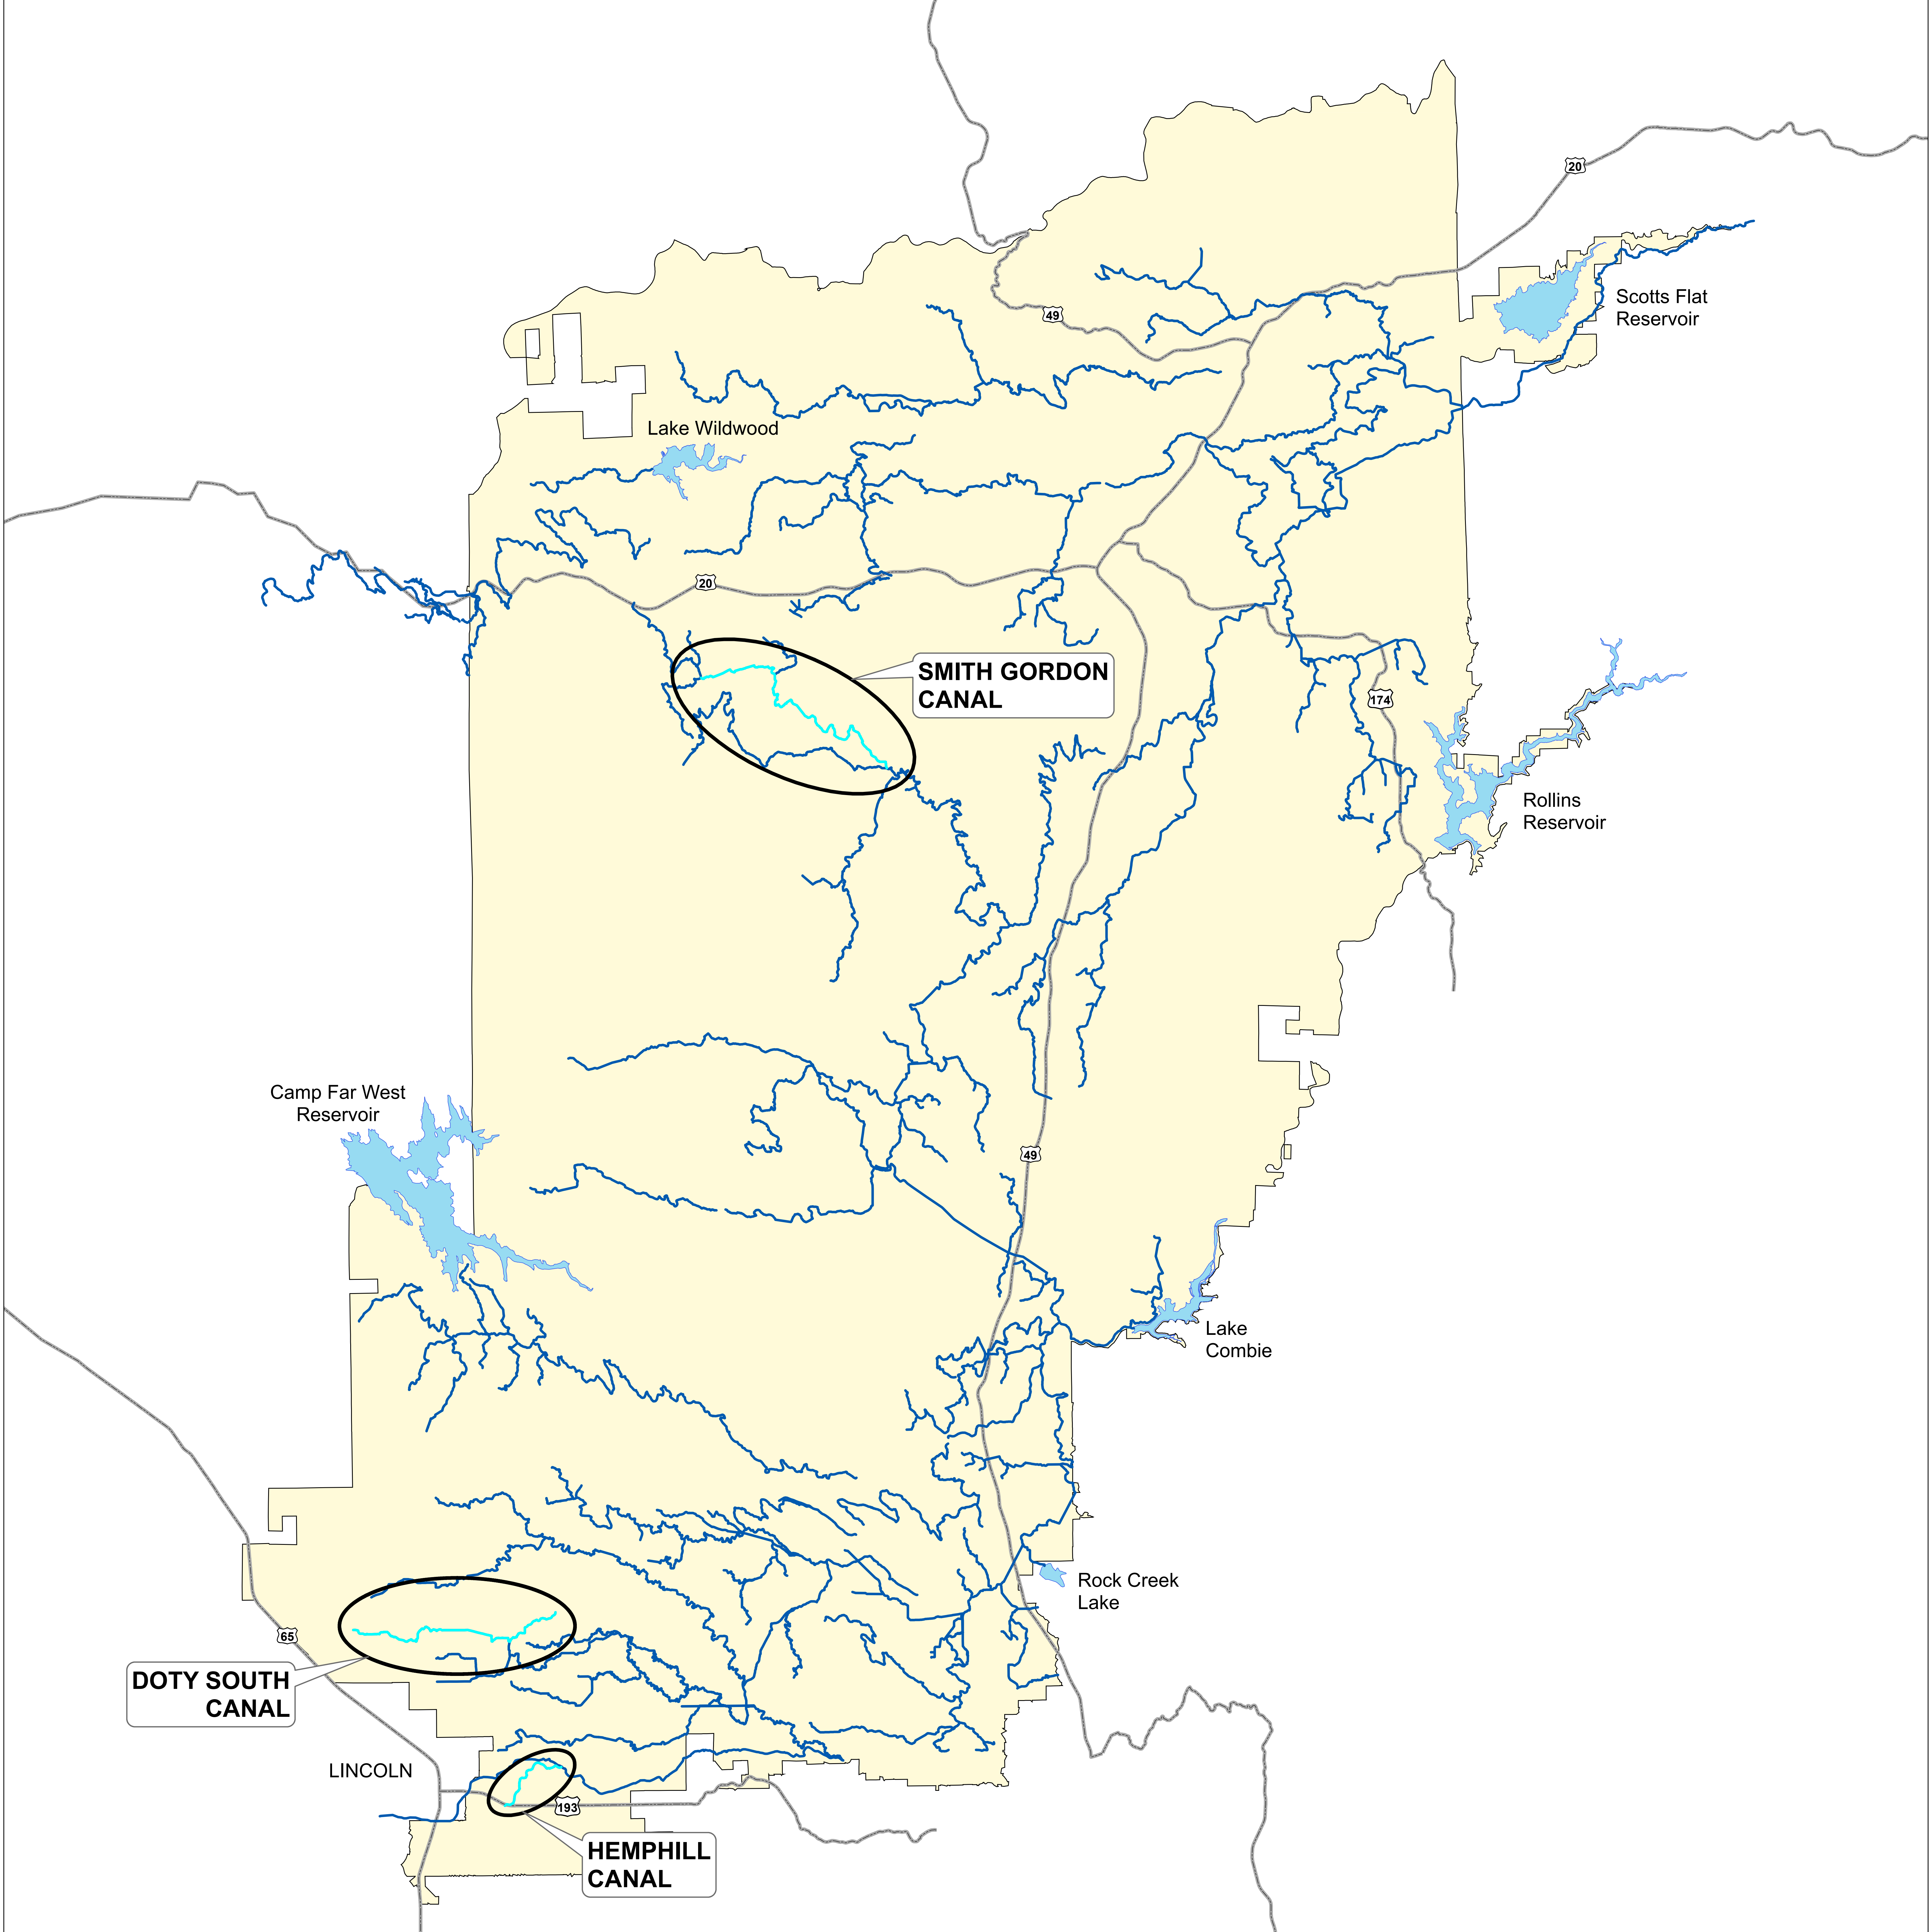 20
Scotts Flat
Reservoir
49
Lake Wildwood
20
SMITH GORDON
CANAL
174
Rollins
Reservoir
Camp Far West
Reservoir
49
Lake
Combie
Rock Creek
Lake
65
DOTY SOUTH
CANAL
LINCOLN
193
HEMPHILL
CANAL